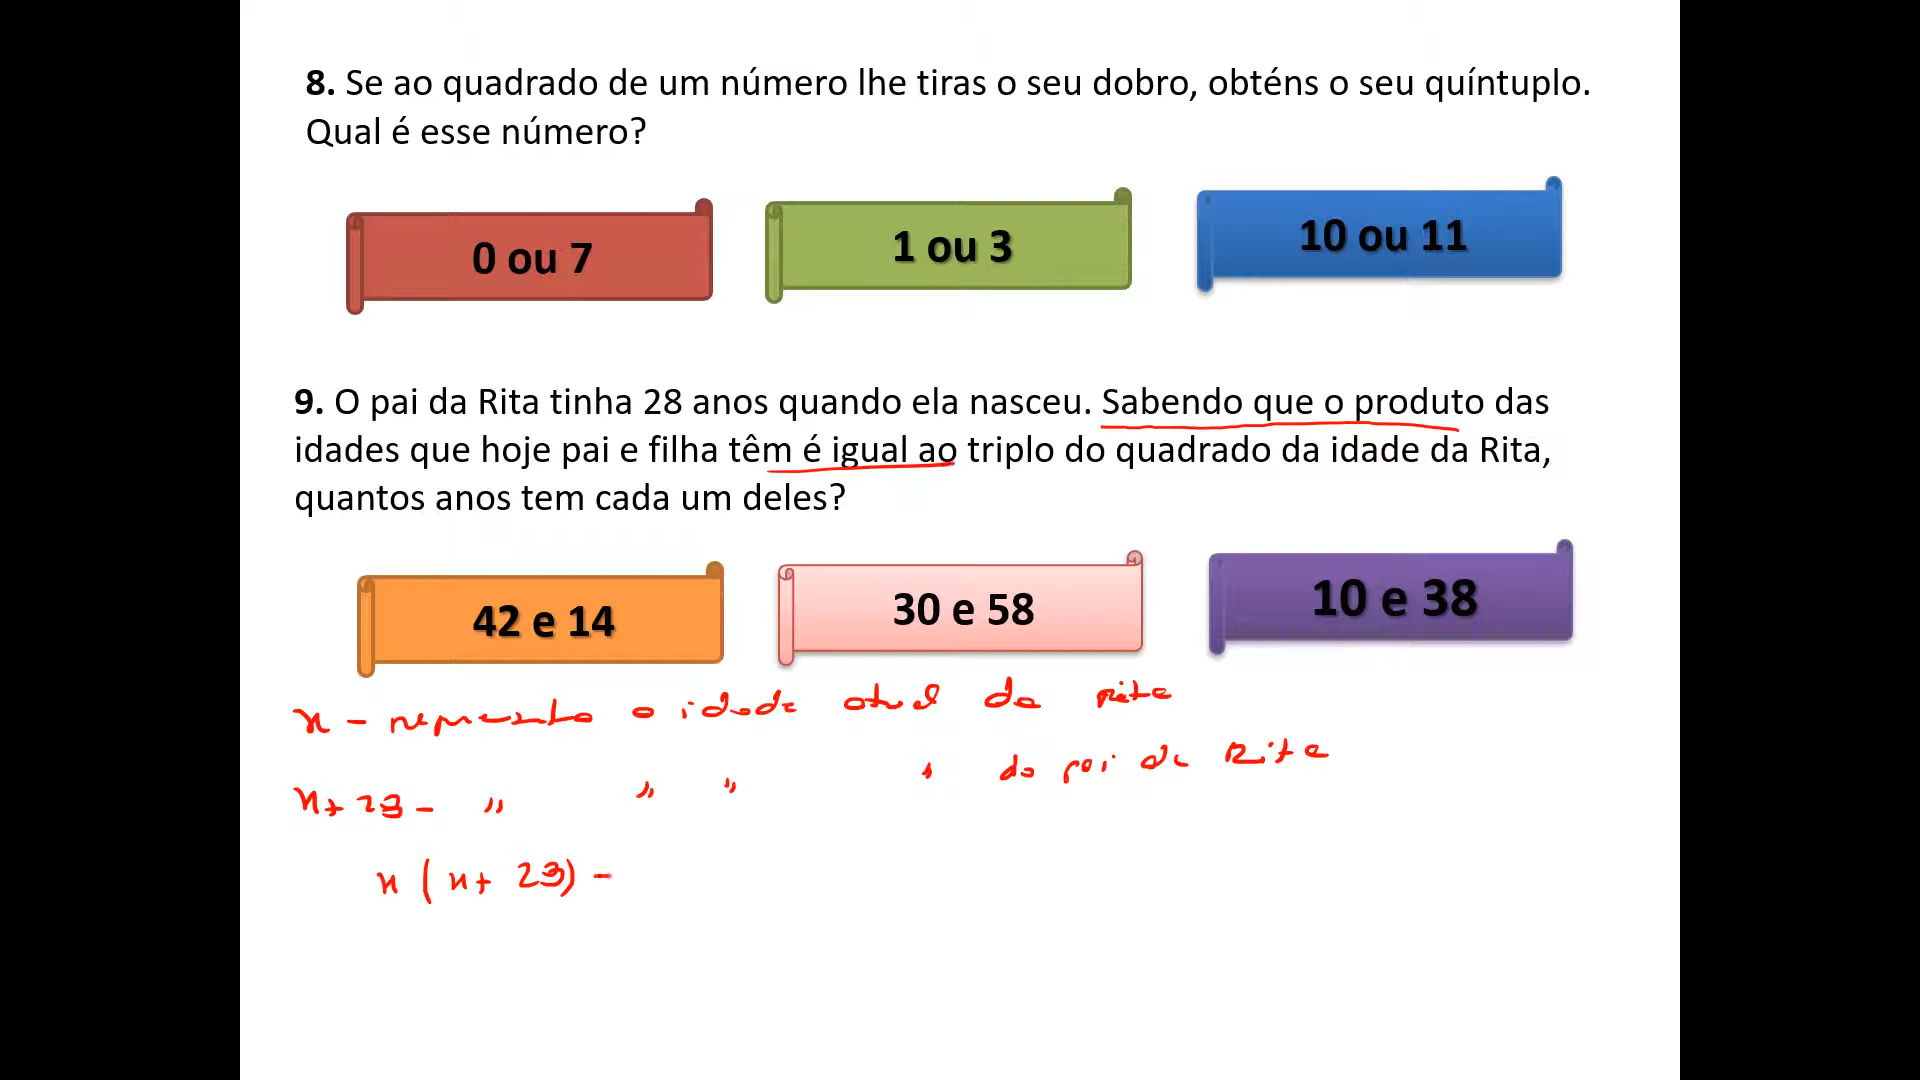 8. Se ao quadrado de um número lhe tiras o seu dobro, obténs o seu quíntuplo.
Qual é esse número?
0 ou 7
1 ou 3
10 ou 11
9. O pai da Rita tinha 28 anos quando ela nasceu. Sabendo que o produto das
idades que hoje pai e filha têm é igual ao triplo do quadrado da idade da Rita,
quantos anos tem cada um deles?
42 e 14
30 e 58
10 e 38
x - representa a idade atual da Rita
x + 28 - " " " do pai da Rita
x ( x + 28) =